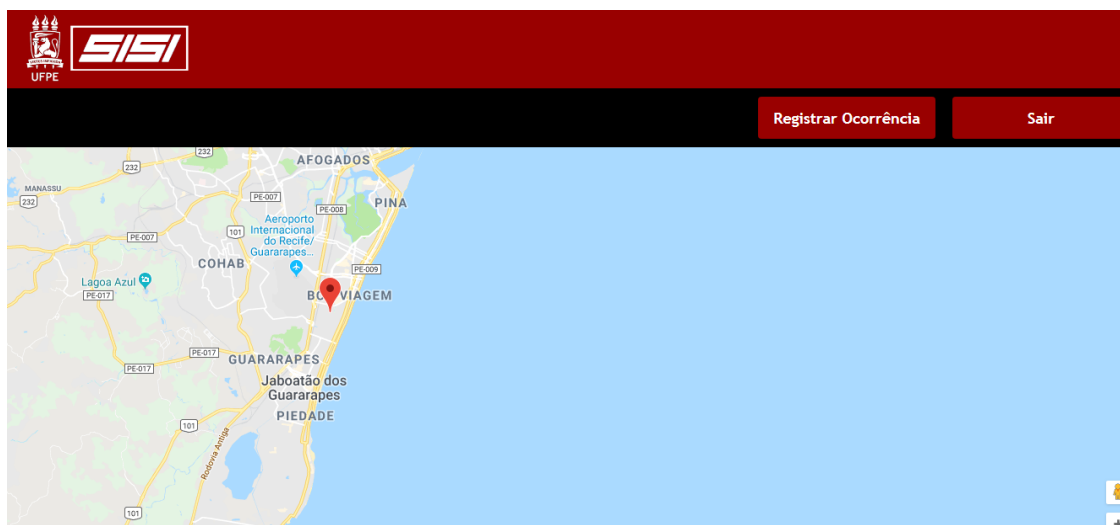 UFPE
SISI
Registrar Ocorrência
Sair
232
AFOGADOS
232
MANASSU
232
PE-007
PE-008
PINA
Aeroporto
Internacional
do Recife/
Guararapes...
101
PE-007
COHAB
PE-009
Lagoa Azul
PE-017
BOA VIAGEM
PE-017
GUARARAPES
PE-017
Jaboatão dos
Guararapes
PIEDADE
101
Rodovia Antiga
101